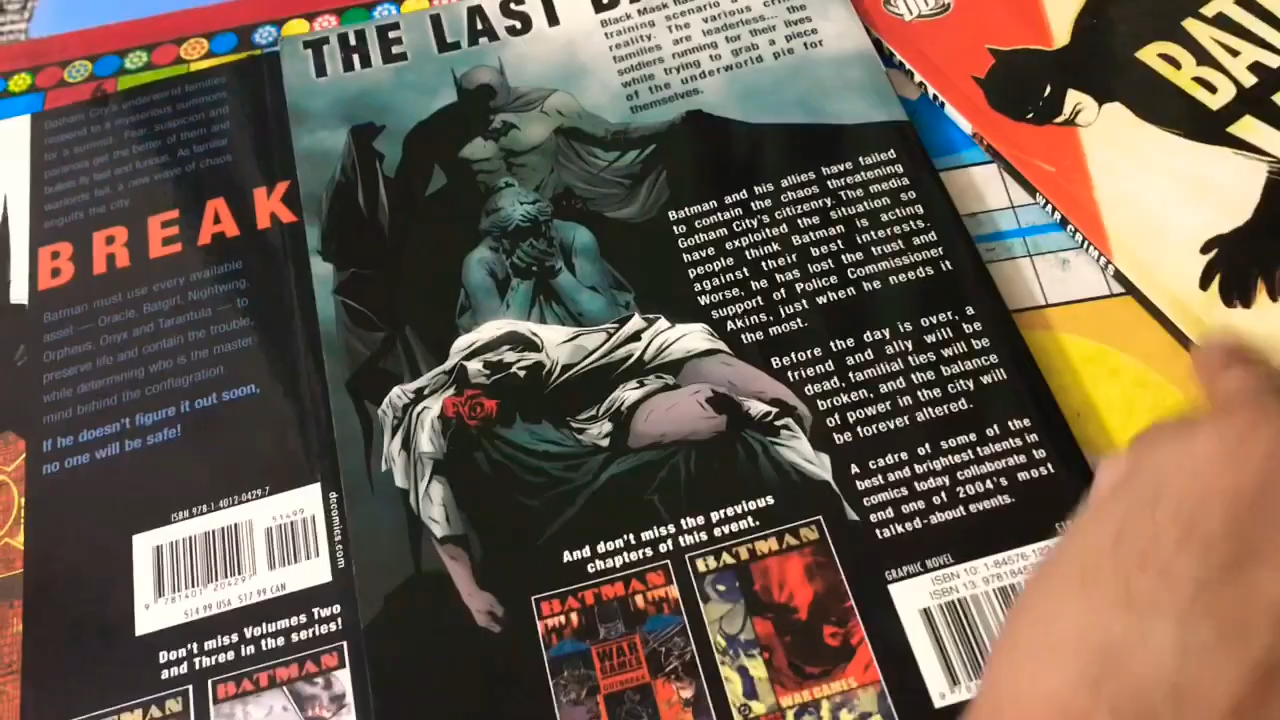 Gotham City's underworld families
respond to a mysterious summons
for a summit. Fear, suspicion and
paranoia get the better of them and
bullets fly fast and furious. As familiar
warlords fall, a new wave of chaos
engulfs the city.
BREAK
Batman must use every available
asset — Oracle, Batgirl, Nightwing,
Orpheus, Onyx and Tarantula — to
preserve life and contain the trouble,
while determining who is the master
mind behind the conflagration.
If he doesn't figure it out soon,
no one will be safe!
ISBN 978-1-4012-0429-7
51499
9 781401 204297
$14.99 USA $17.99 CAN
dccomics.com
Don't miss Volumes Two
and Three in the series!
BATMAN
THE LAST
Black Mask
training scenario
reality. The various
families are leaderless... the
soldiers running for their lives
while trying to grab a piece
of the underworld pie for
themselves.
Batman and his allies have failed
to contain the chaos threatening
Gotham City's citizenry. The media
have exploited the situation so
people think Batman is acting
against their best interests.
Worse, he has lost the trust and
support of Police Commissioner
Akins, just when he needs it
the most.
Before the day is over, a
friend and ally will be
dead, familial ties will be
broken, and the balance
of power in the city will
be forever altered.
A cadre of some of the
best and brightest talents in
comics today collaborate to
end one of 2004's most
talked-about events.
And don't miss the previous
chapters of this event.
BATMAN
WAR
GAMES
OUTBREAK
BATMAN
WAR GAMES
GRAPHIC NOVEL
ISBN 10: 1-84576-12
ISBN 13: 978184
DC
BAT
WAR CRIMES